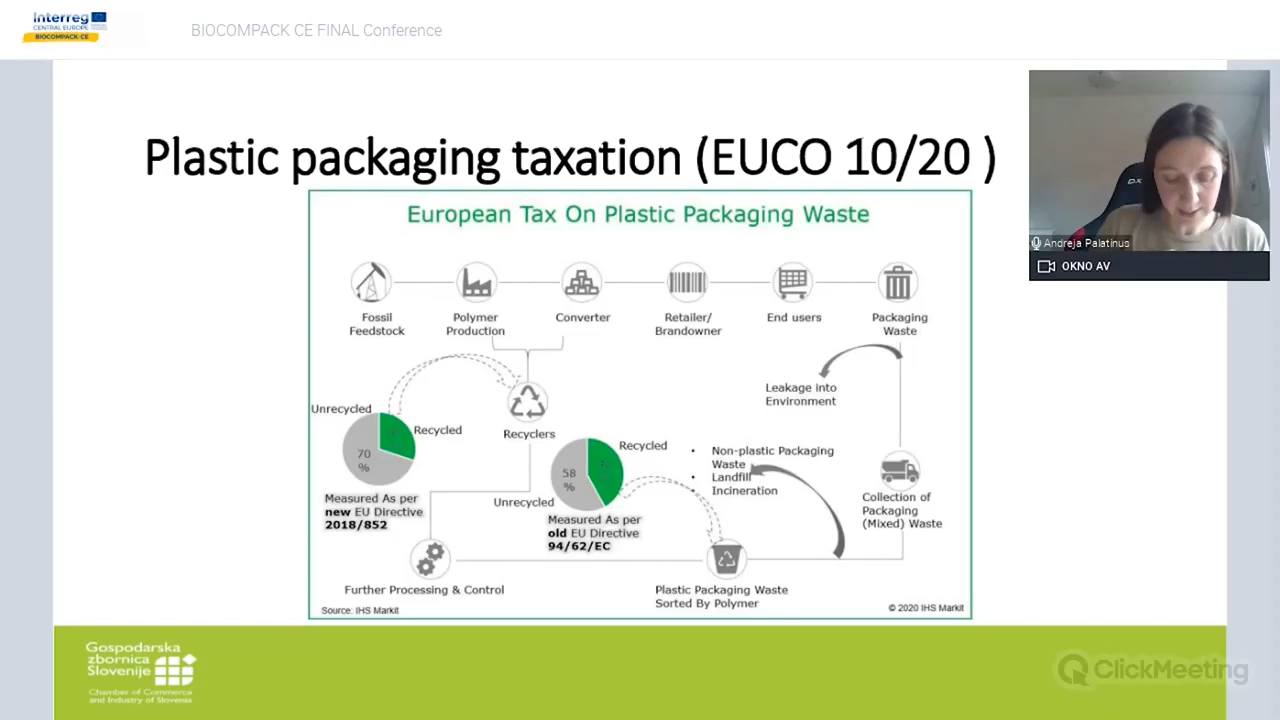 Interreg
CENTRAL EUROPE
BIOCOMPACK-CE
BIOCOMPACK CE FINAL Conference
Plastic packaging taxation (EUCO 10/20 )
Andreja Palatinus
OKNO AV
European Tax On Plastic Packaging Waste
Fossil
Feedstock
Polymer
Production
Converter
Retailer/
Brandowner
End users
Packaging
Waste
Leakage into
Environment
Unrecycled
Recycled
70
%
Measured As per
new EU Directive
2018/852
Recyclers
Recycled
58
%
Unrecycled
Measured As per
old EU Directive
94/62/EC
• Non-plastic Packaging
Waste
• Landfill
Incineration
Collection of
Packaging
(Mixed) Waste
Further Processing & Control
Plastic Packaging Waste
Sorted By Polymer
Source: IHS Markit
© 2020 IHS Markit
Gospodarska
zbornica
Slovenije
Chamber of Commerce
and Industry of Slovenia
ClickMeeting